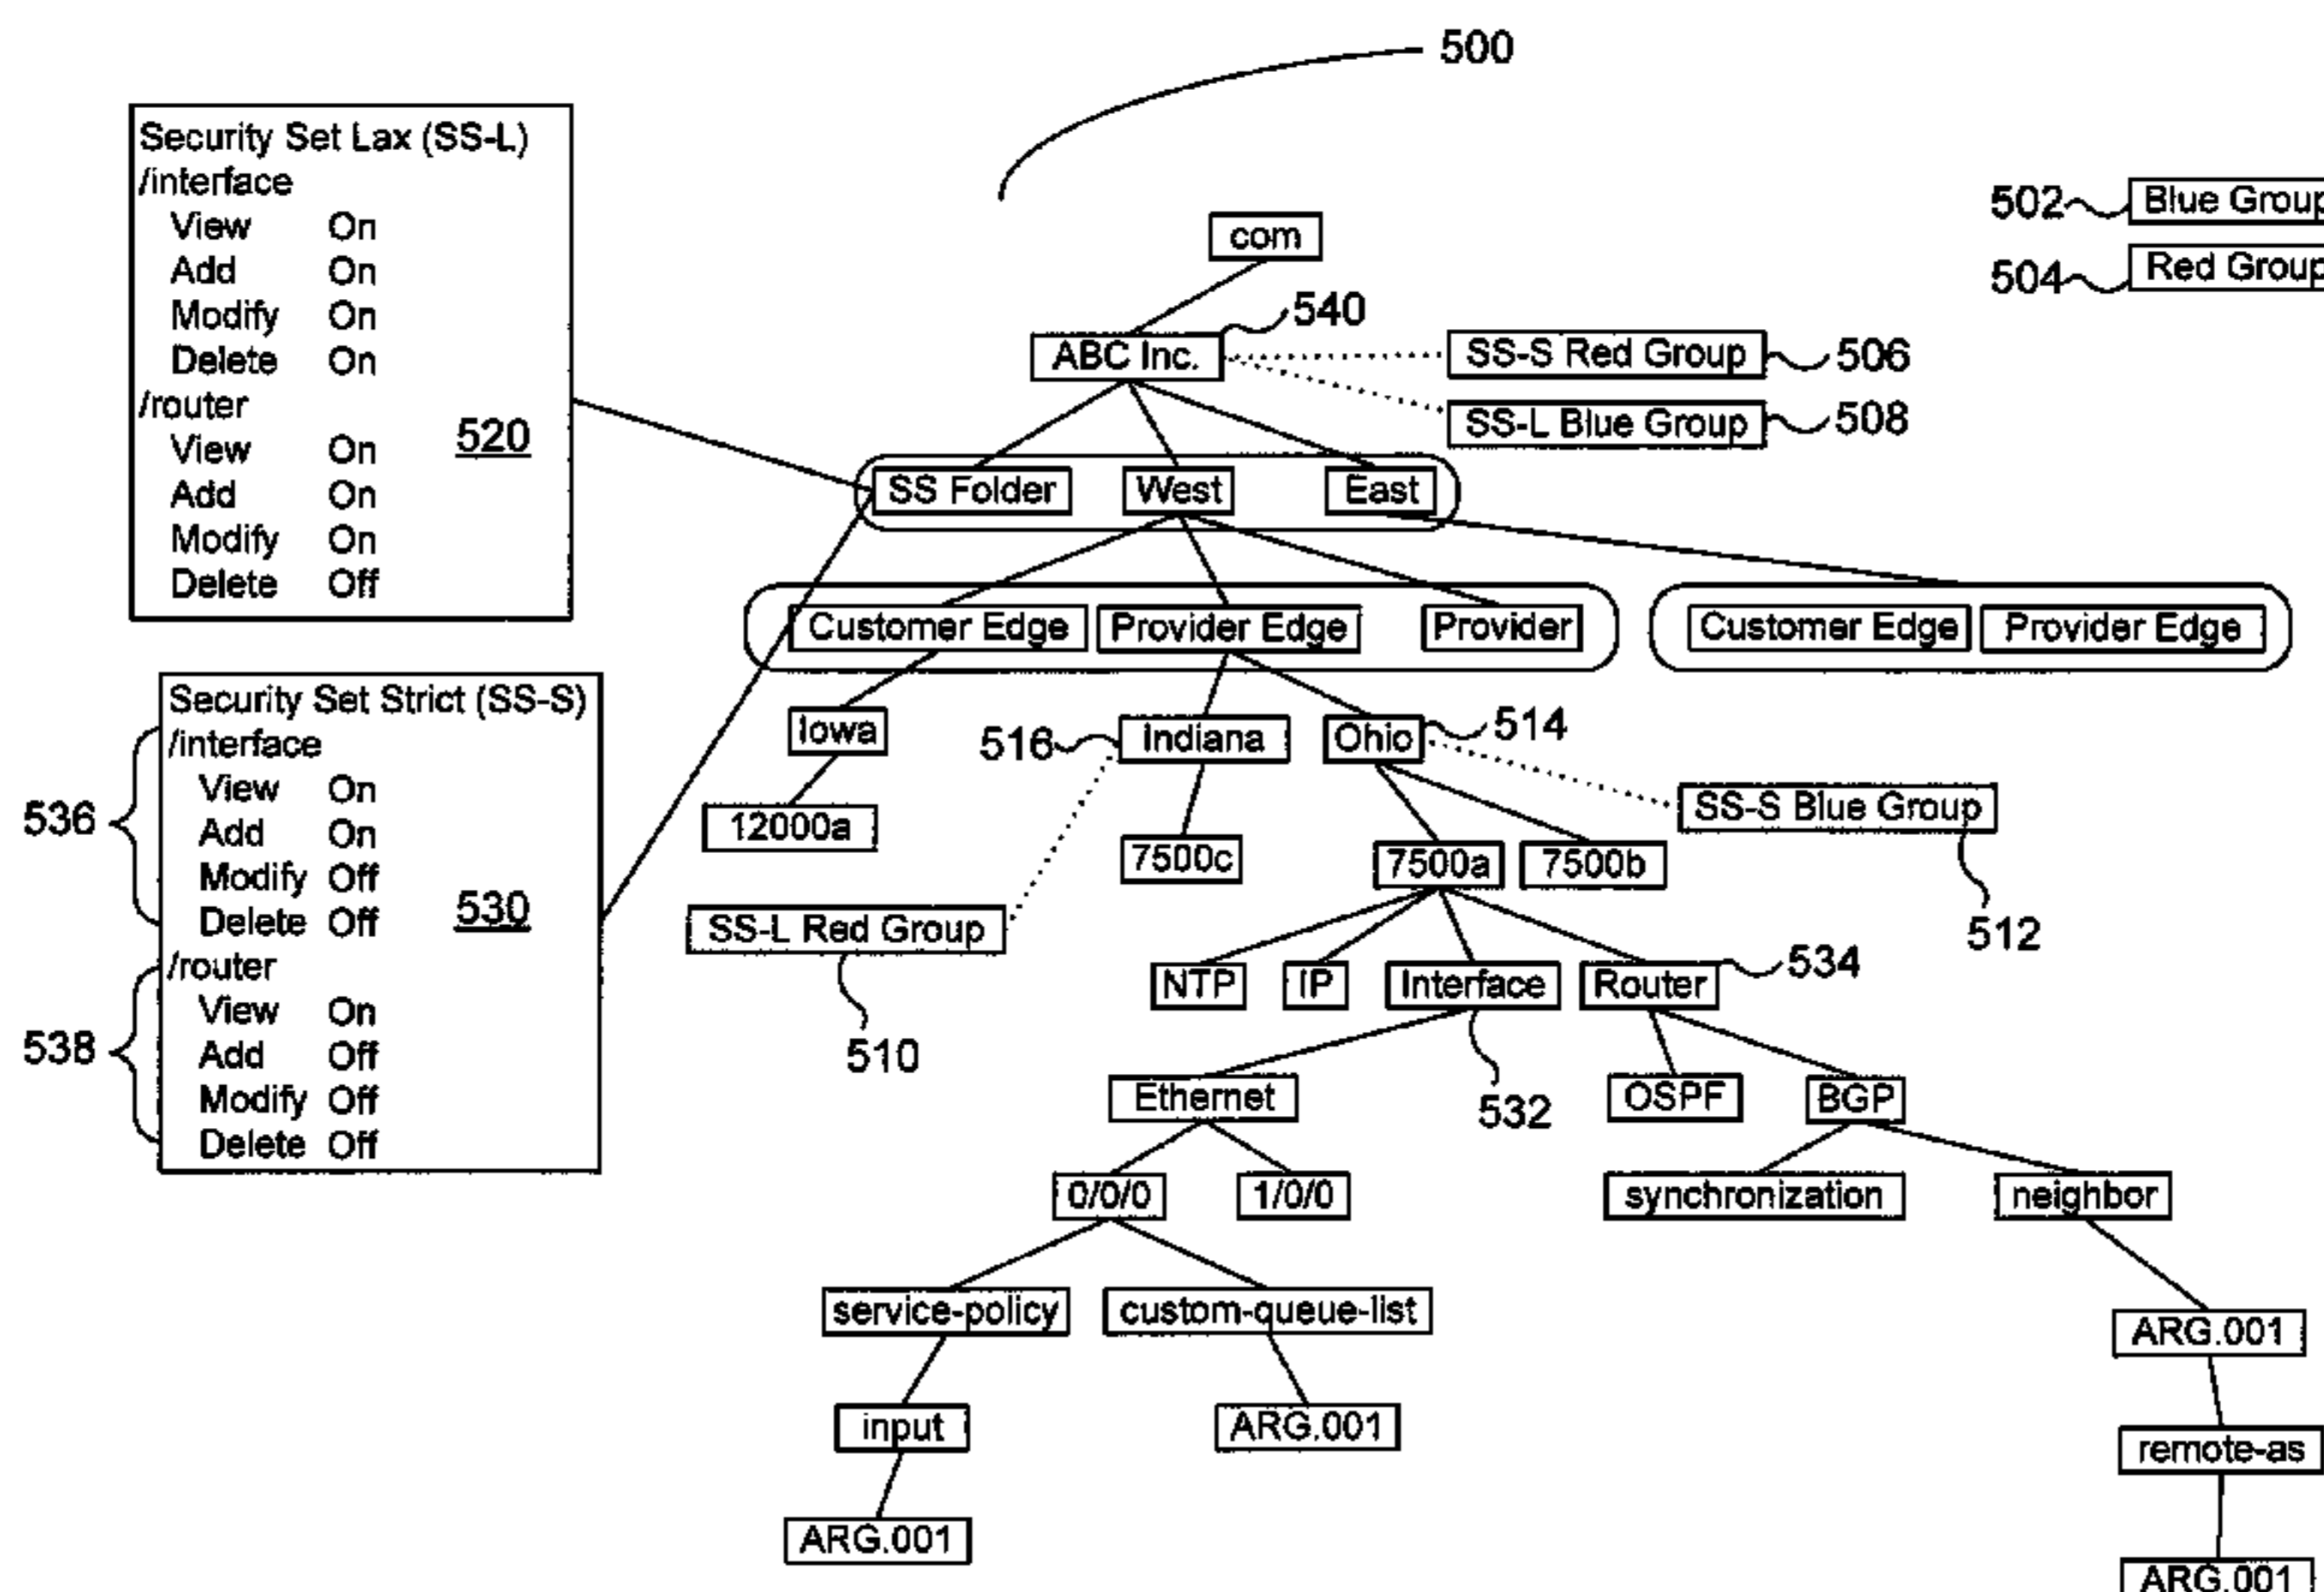 500
Security Set Lax (SS-L)
/interface
View On
Add On
Modify On
Delete On
/router
View On
Add On
Modify On
Delete Off
520
502
Blue Group
504
Red Group
com
540
ABC Inc.
SS-S Red Group
506
SS-L Blue Group
508
SS Folder
West
East
Customer Edge
Provider Edge
Provider
Customer Edge
Provider Edge
Security Set Strict (SS-S)
/interface
View On
Add On
Modify Off
Delete Off
/router
View On
Add Off
Modify Off
Delete Off
530
536
538
Iowa
516
Indiana
Ohio
514
12000a
7500c
7500a
7500b
SS-S Blue Group
512
SS-L Red Group
510
NTP
IP
Interface
Router
534
532
Ethernet
OSPF
BGP
0/0/0
1/0/0
synchronization
neighbor
service-policy
custom-queue-list
ARG.001
input
ARG.001
remote-as
ARG.001
ARG.001